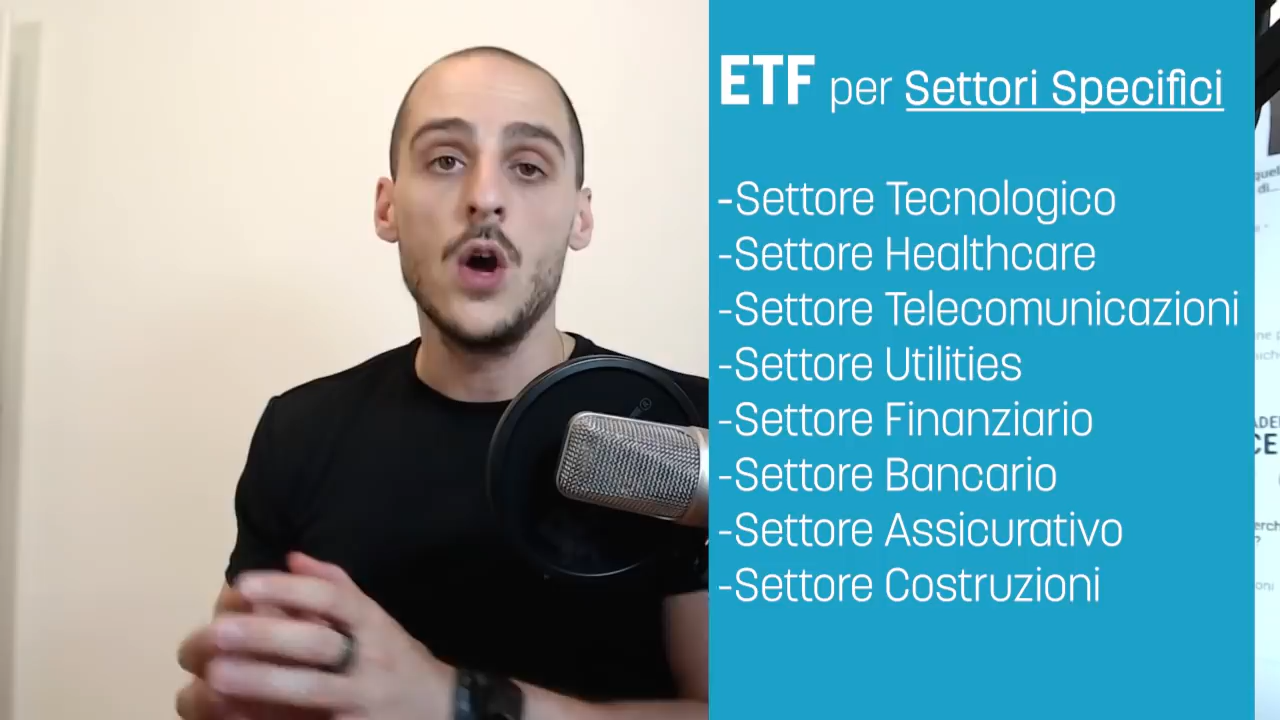 ETF per Settori Specifici
-Settore Tecnologico
-Settore Healthcare
-Settore Telecomunicazioni
-Settore Utilities
-Settore Finanziario
-Settore Bancario
-Settore Assicurativo
-Settore Costruzioni